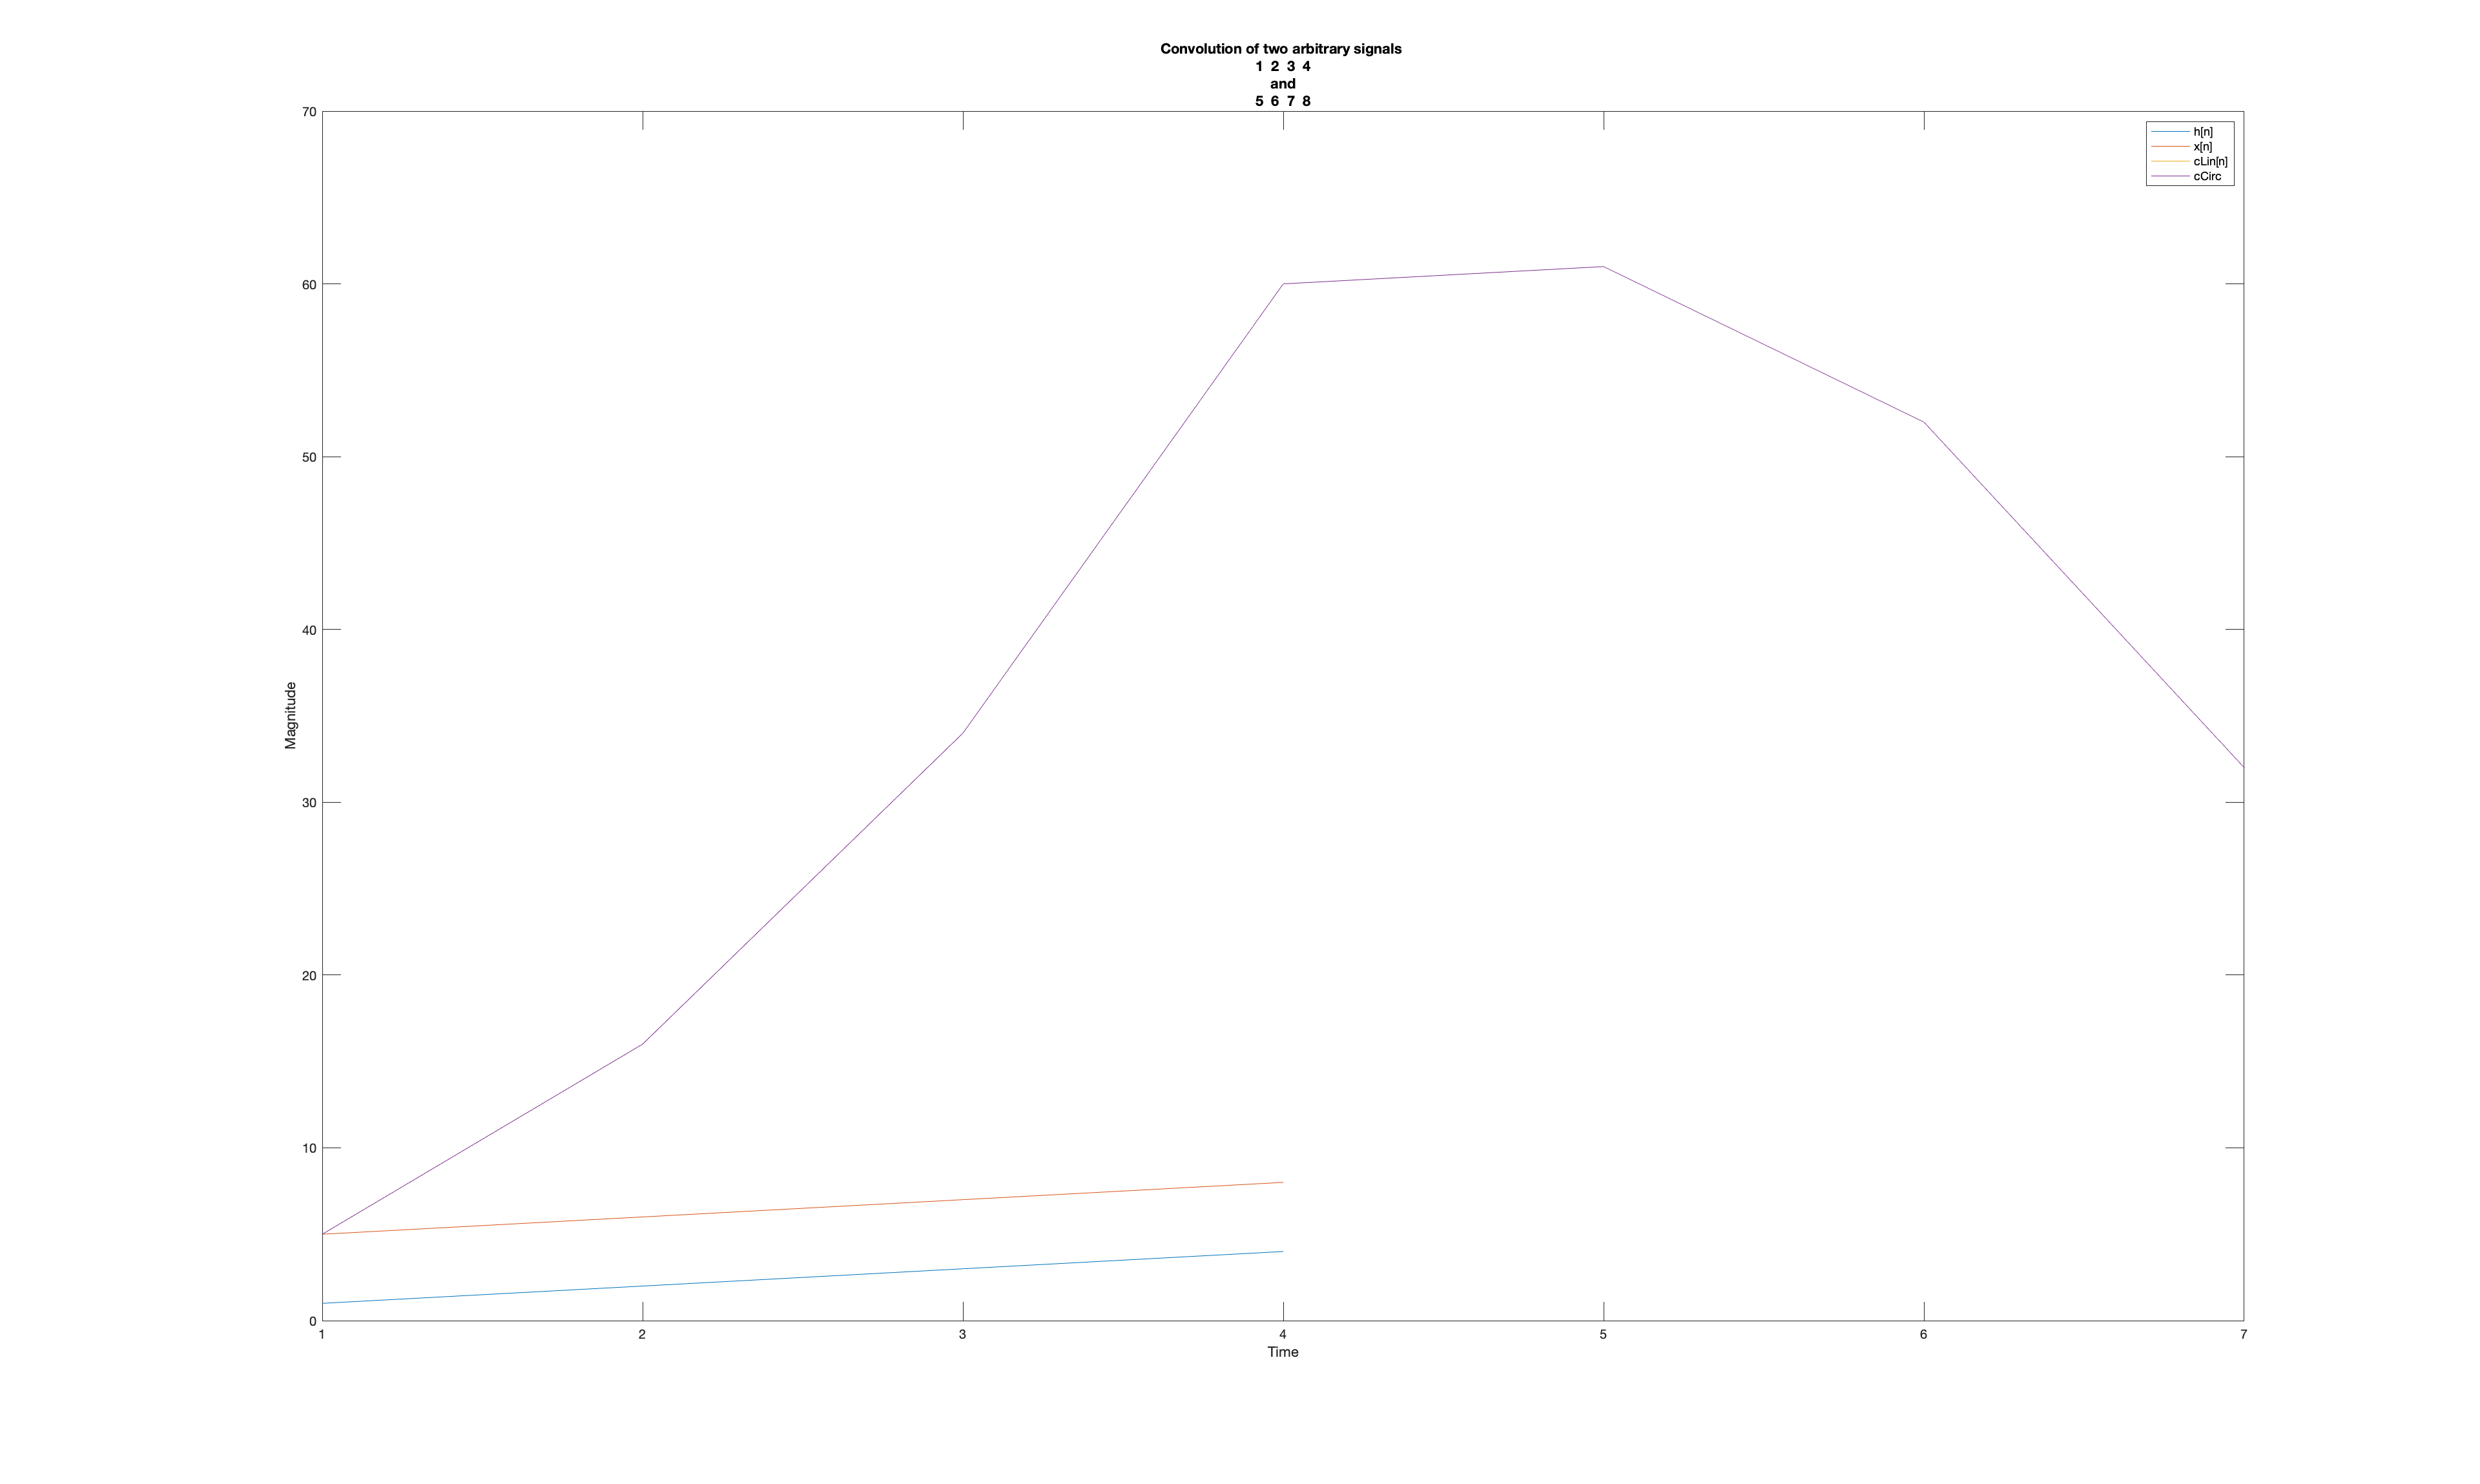 Convolution of two arbitrary signals
1 2 3 4
and
5 6 7 8
70
60
50
40
30
20
10
0
Magnitude
h[n]
x[n]
cLin[n]
cCirc
1 2 3 4 5 6 7
Time